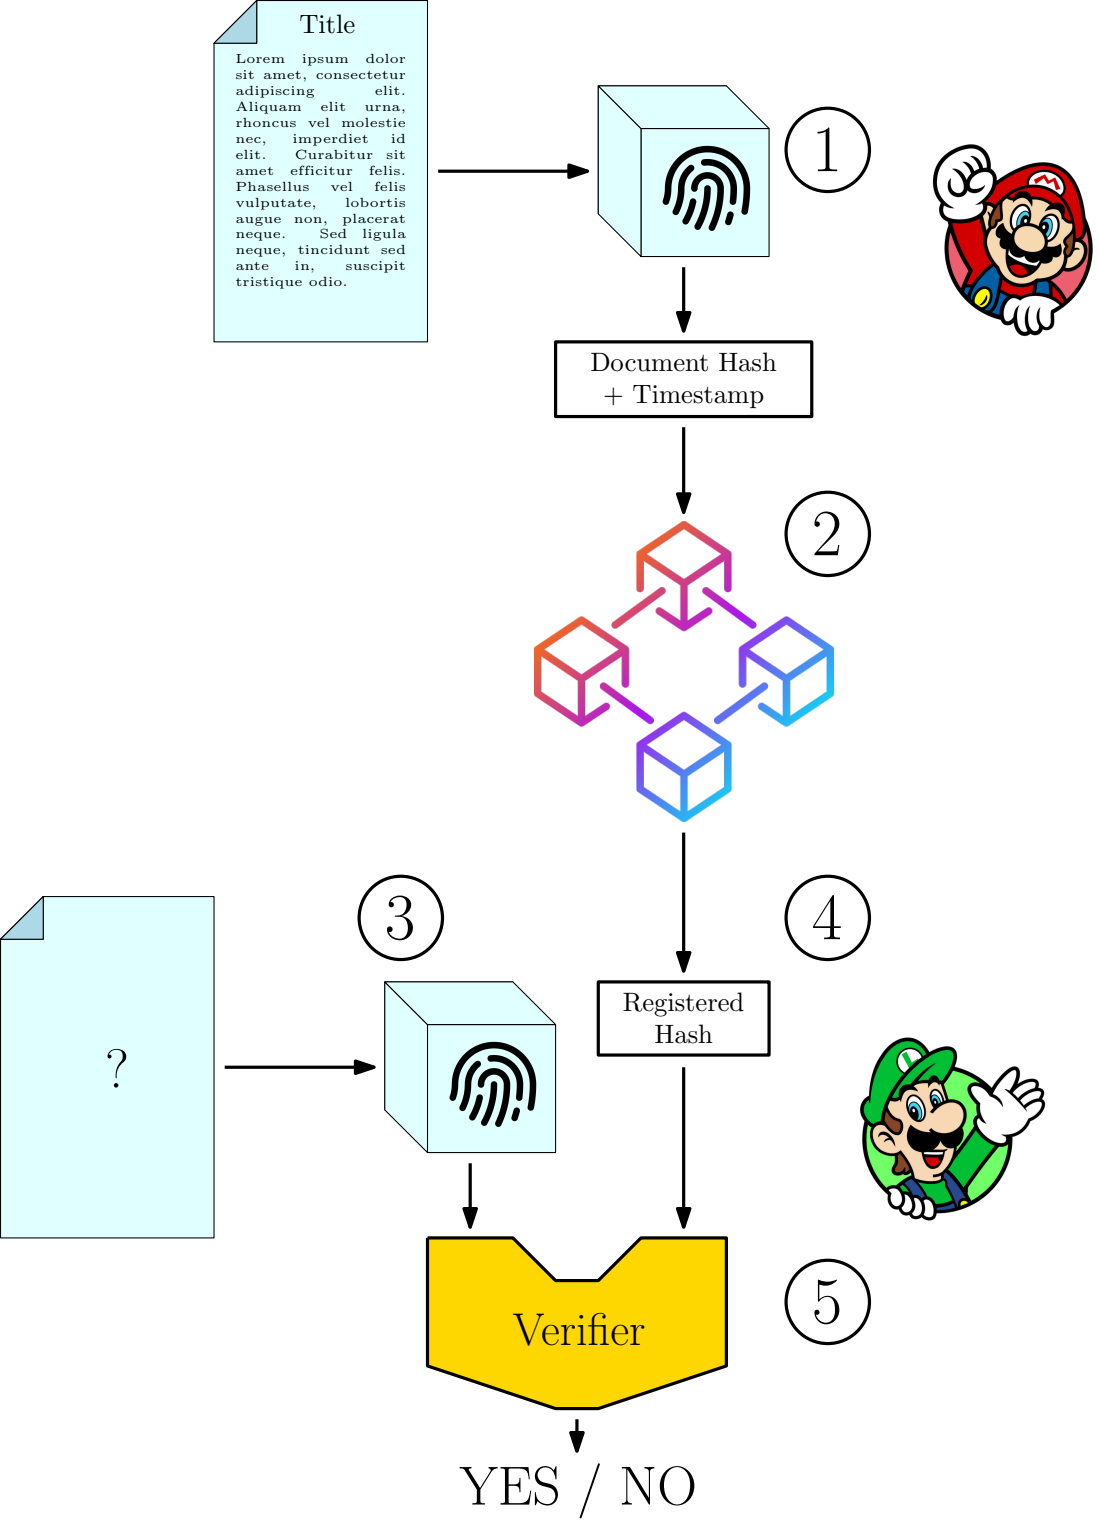 Title
Lorem ipsum dolor
sit amet, consectetur
adipiscing elit.
Aliquam elit urna,
rhoncus vel molestie
nec, imperdiet id
elit. Curabitur sit
amet efficitur felis.
Phasellus vel felis
vulputate, lobortis
augue non, placerat
neque. Sed ligula
neque, tincidunt sed
ante in, suscipit
tristique odio.
1
M
Document Hash
+ Timestamp
2
3
4
?
Registered
Hash
L
Verifier
5
YES / NO